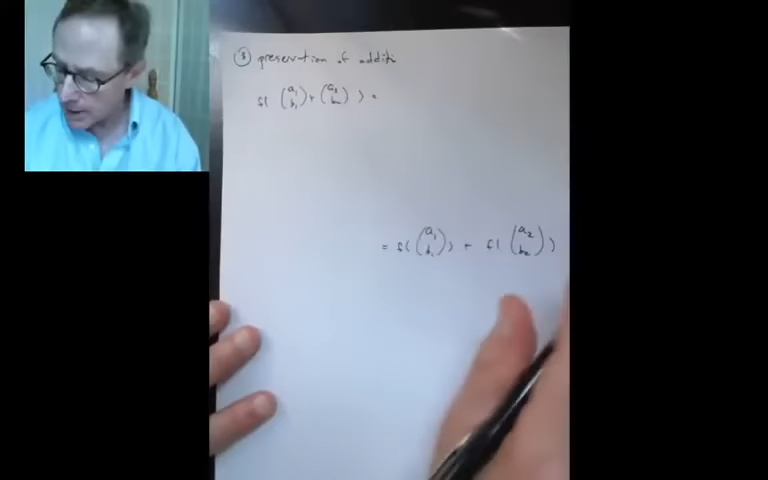 ③ preservation of additi
f( (a₁ b₁) + (a₂ b₂) ) =
= f( (a₁ b₁) ) + f( (a₂ b₂) )